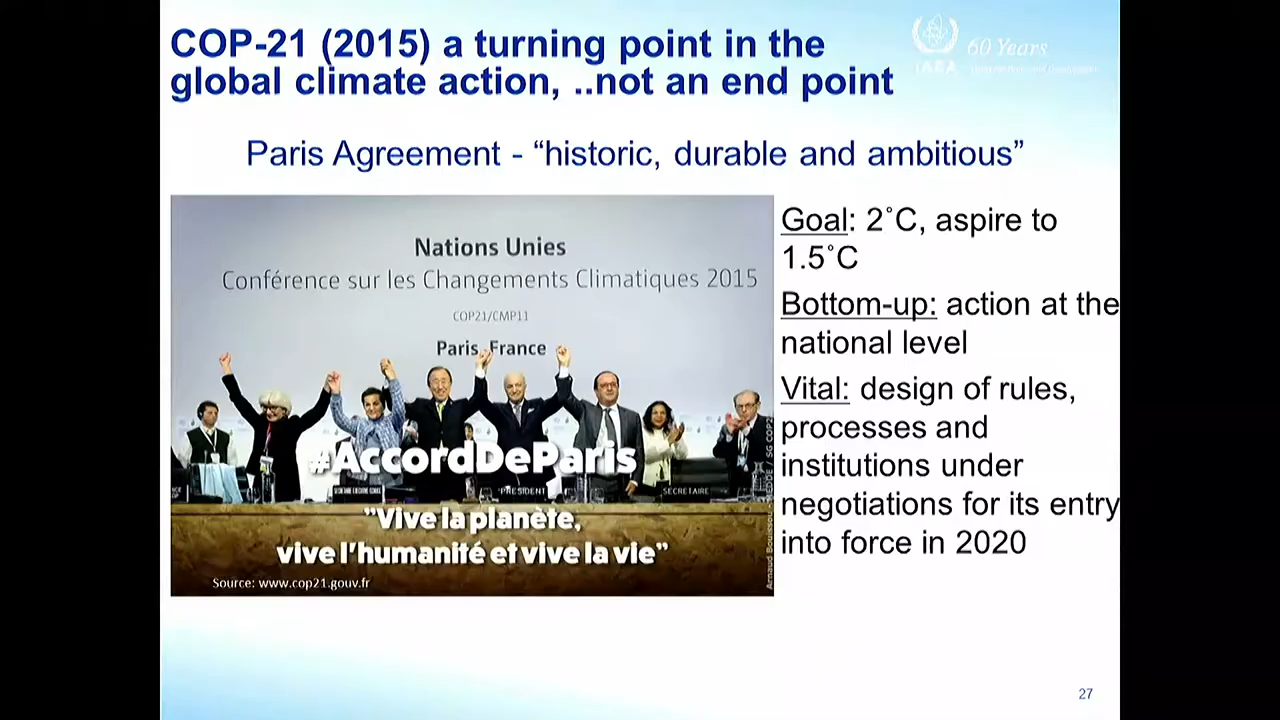 COP-21 (2015) a turning point in the
global climate action, ..not an end point
60 Years
IAEA
Paris Agreement - “historic, durable and ambitious”
Nations Unies
Conférence sur les Changements Climatiques 2015
COP21/CMP11
Paris, France
#AccordDeParis
PRESIDENT
SECRETAIRE
"Vive la planète,
vive l'humanité et vive la vie"
Source: www.cop21.gouv.fr
Goal: 2˚C, aspire to
1.5˚C
Bottom-up: action at the
national level
Vital: design of rules,
processes and
institutions under
negotiations for its entry
into force in 2020
27